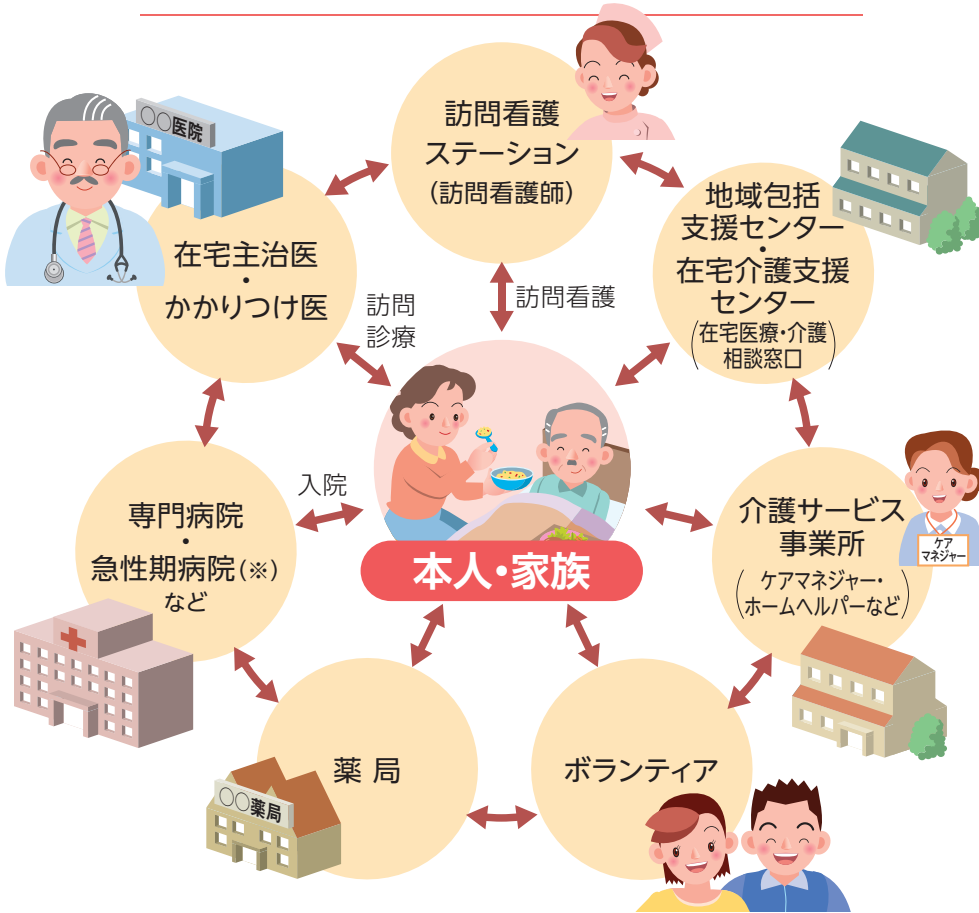 訪問看護
ステーション
(訪問看護師)
○○医院
在宅主治医
・
かかりつけ医
地域包括
支援センター
・
在宅介護支援
センター
(在宅医療・介護
相談窓口)
訪問
診療
訪問看護
入院
専門病院
・
急性期病院(※)
など
本人・家族
介護サービス
事業所
(ケアマネジャー・
ホームヘルパーなど)
ケア
マネジャー
薬局
○○薬局
ボランティア